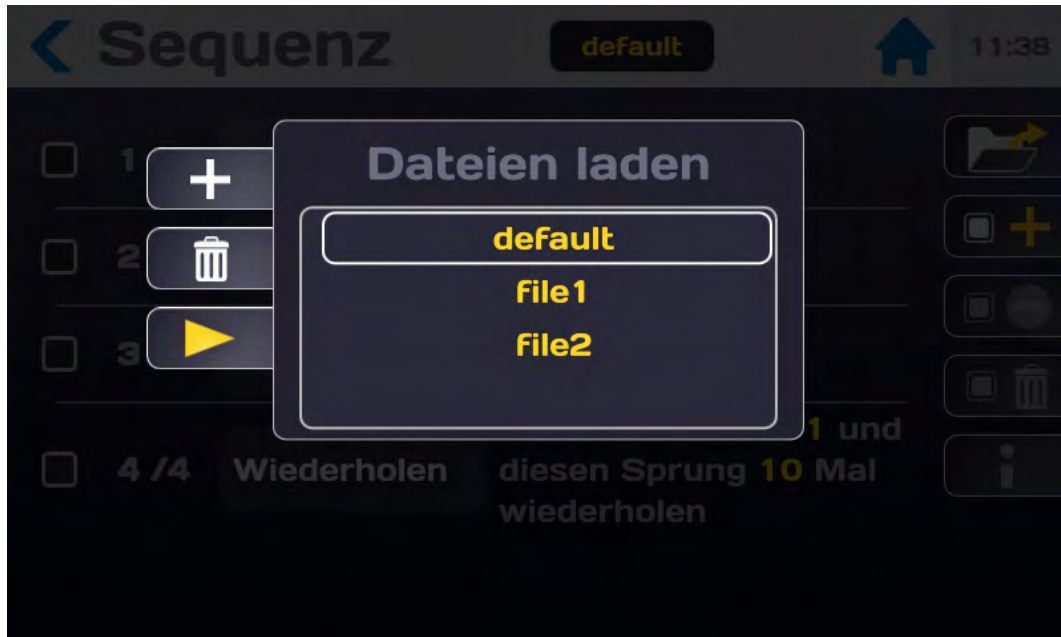 Sequenz
default
11:38
Dateien laden
default
file1
file2
1
2
3
4 /4
Wiederholen
1 und
diesen Sprung 10 Mal
wiederholen